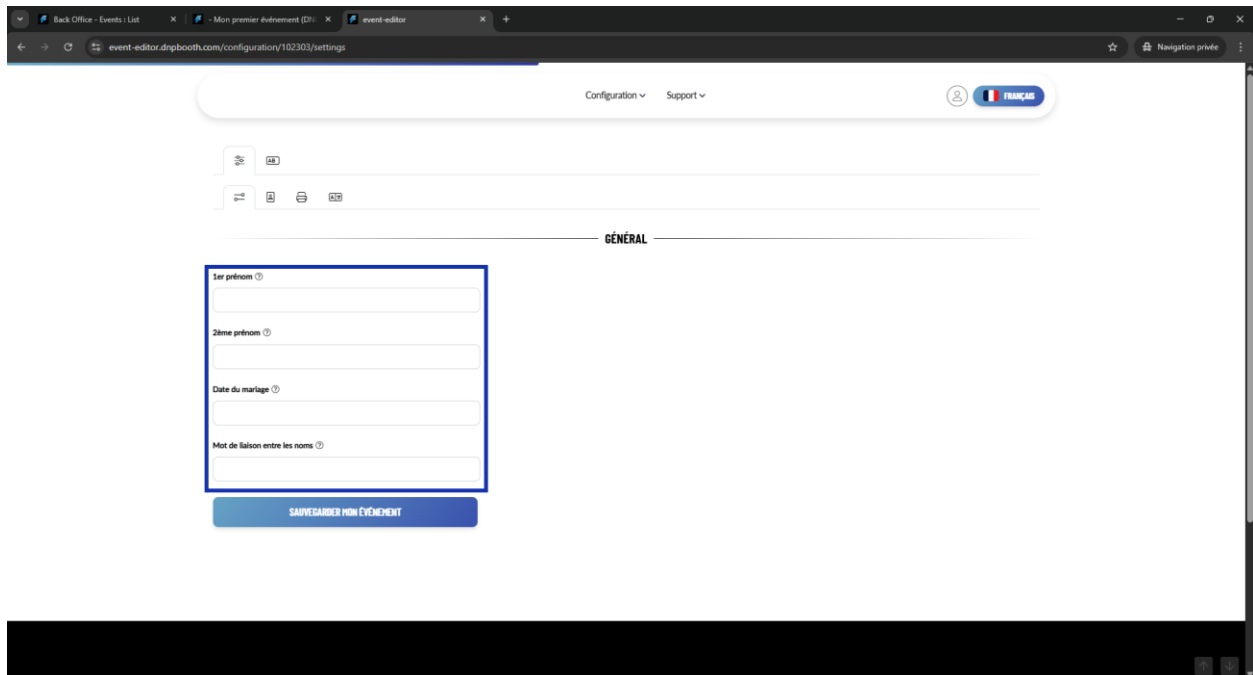 Back Office - Events : List
- Mon premier événement (DN
event-editor
event-editor.dnpbooth.com/configuration/102303/settings
Navigation privée
Configuration
Support
FRANÇAIS
GÉNÉRAL
1er prénom
2ème prénom
Date du mariage
Mot de liaison entre les noms
SAUVEGARDER MON ÉVÉNEMENT